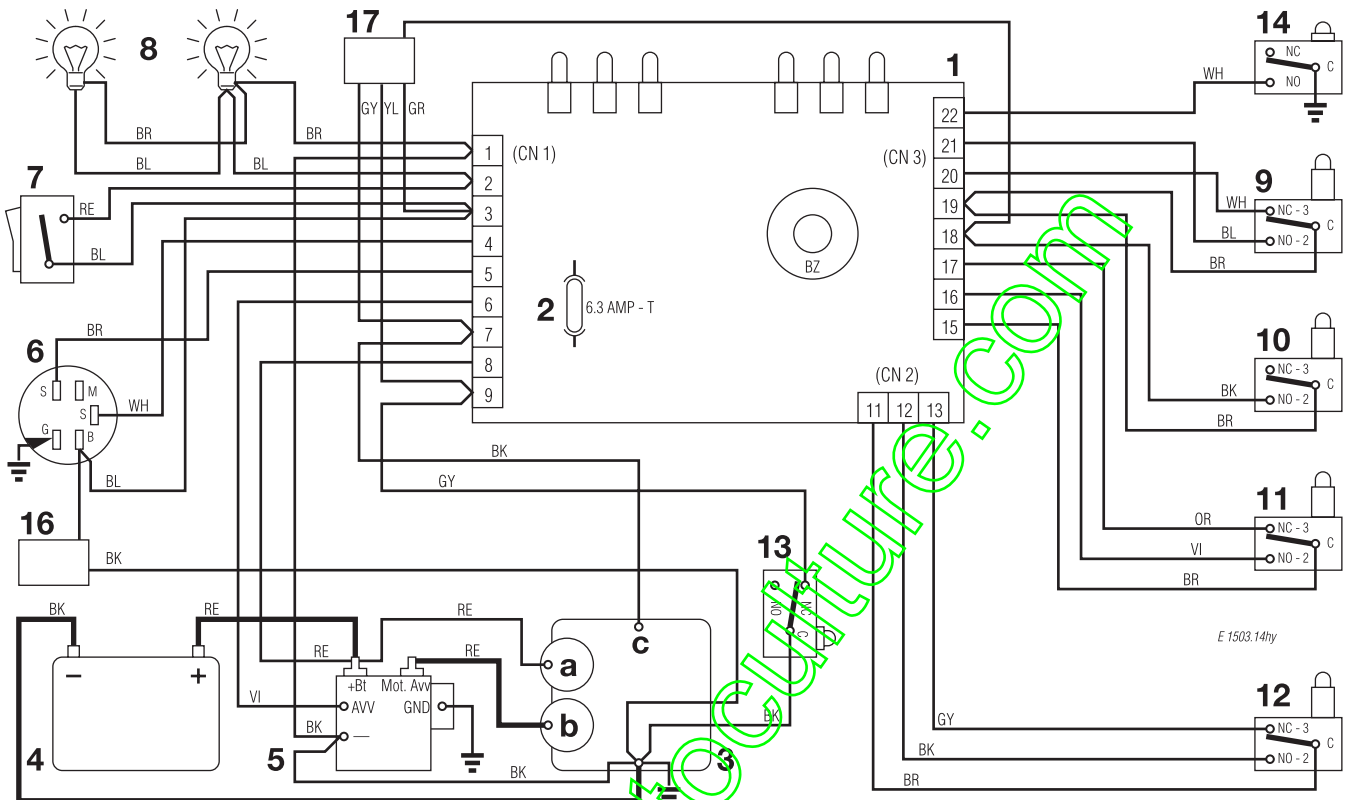 8
17
1
14
NC
C
NO
WH
GY
YL
GR
BR
BR
BL
BL
1
(CN 1)
2
3
4
5
6
7
8
9
(CN 3)
22
21
20
19
18
17
16
15
BZ
2
6.3 AMP - T
(CN 2)
11
12
13
7
RE
BL
9
WH
NC - 3
C
BL
NO - 2
BR
6
BR
S
M
S
WH
G
B
BL
10
NC - 3
C
BK
NO - 2
BR
BK
GY
16
BK
13
NO
NC
C
11
OR
NC - 3
C
VI
NO - 2
BR
E 1503.14hy
BK
RE
–
+
4
RE
RE
RE
+Bt
Mot. Avv
AVV
GND
—
VI
BK
5
BK
a
b
c
3
BK
12
GY
NC - 3
C
BK
NO - 2
BR
toculture.com